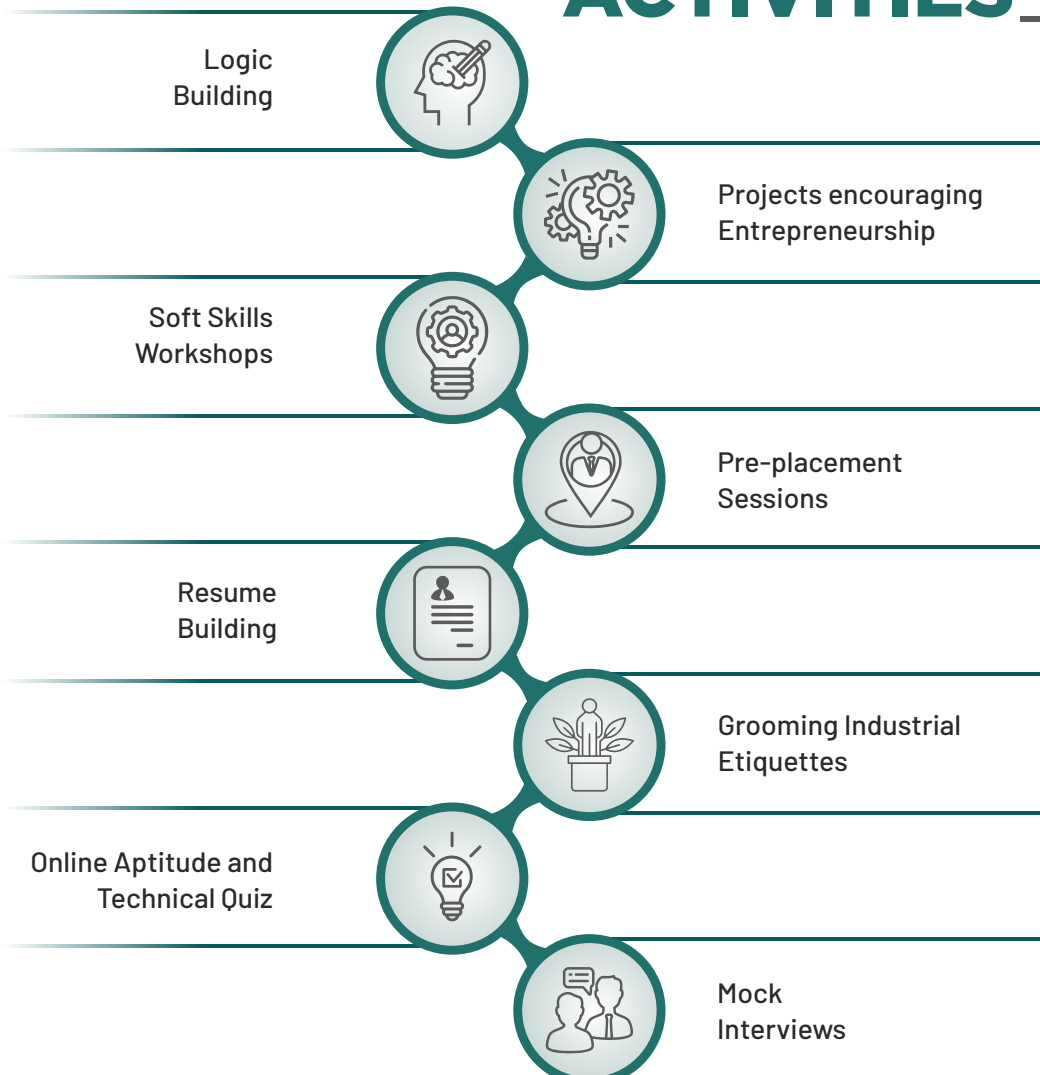 ACTIVITIES
Logic
Building
Projects encouraging
Entrepreneurship
Soft Skills
Workshops
Pre-placement
Sessions
Resume
Building
Grooming Industrial
Etiquettes
Online Aptitude and
Technical Quiz
Mock
Interviews